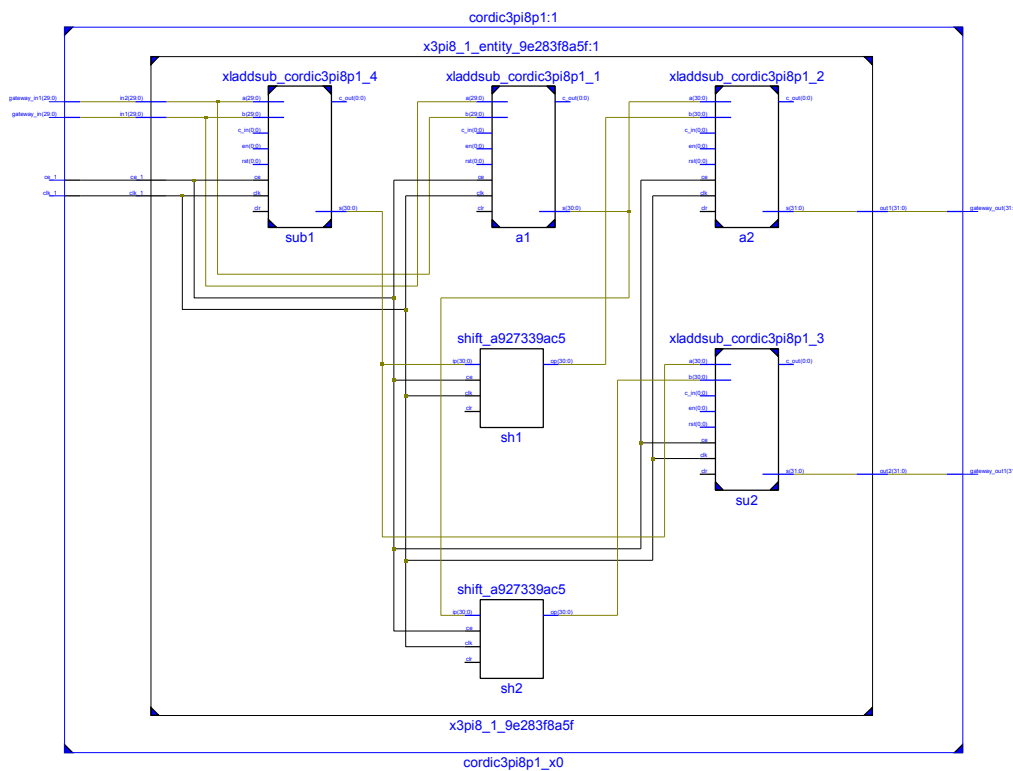 cordic3pi8p1:1
x3pi8_1_entity_9e283f8a5f:1
xladdsub_cordic3pi8p1_4
xladdsub_cordic3pi8p1_1
xladdsub_cordic3pi8p1_2
gateway_in1(29:0)
in2(29:0)
a(29:0)
c_out(0:0)
a(29:0)
c_out(0:0)
a(30:0)
c_out(0:0)
gateway_in(29:0)
in1(29:0)
b(29:0)
b(29:0)
b(30:0)
c_in(0:0)
c_in(0:0)
c_in(0:0)
en(0:0)
en(0:0)
en(0:0)
rst(0:0)
rst(0:0)
rst(0:0)
ce_1
ce_1
ce
ce
ce
clk_1
clk_1
clk
clk
clk
clr
s(30:0)
clr
s(30:0)
clr
s(31:0)
out1(31:0)
gateway_out(31:
sub1
a1
a2
shift_a927339ac5
xladdsub_cordic3pi8p1_3
ip(30:0)
op(30:0)
a(30:0)
c_out(0:0)
ce
b(30:0)
clk
c_in(0:0)
clr
en(0:0)
rst(0:0)
sh1
ce
clk
clr
s(31:0)
out2(31:0)
gateway_out1(31
su2
shift_a927339ac5
ip(30:0)
op(30:0)
ce
clk
clr
sh2
x3pi8_1_9e283f8a5f
cordic3pi8p1_x0